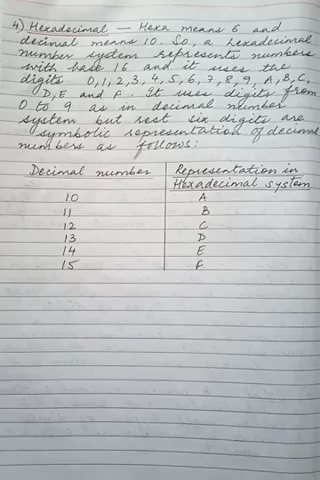 4) Hexadecimal — Hexa means 6 and
decimal means 10. So, a hexadecimal
number system represents numbers
with base 16 and it uses the
digits 0,1,2,3,4,5,6,7,8,9, A,B,C,
D,E and F. It uses digits from
0 to 9 as in decimal number
system but rest six digits are
symbolic representation of decimal
numbers as follows:
Decimal number Representation in
Hexadecimal system
10 A
11 B
12 C
13 D
14 E
15 F